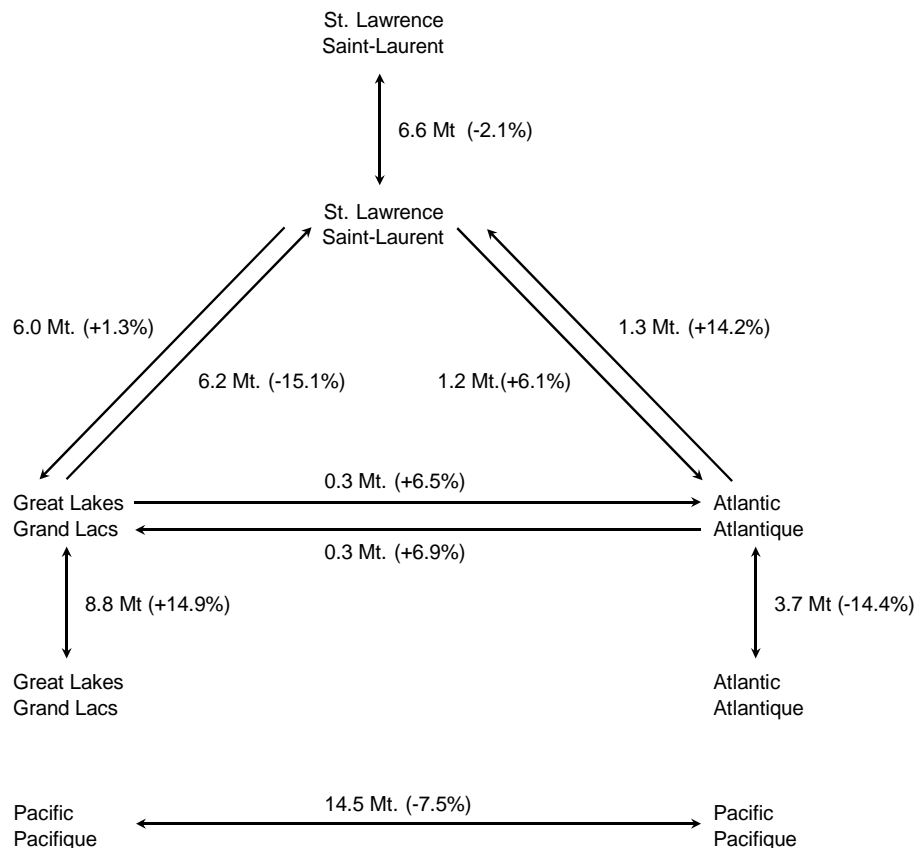 St. Lawrence
Saint-Laurent
6.6 Mt  (-2.1%)
St. Lawrence
Saint-Laurent
6.0 Mt. (+1.3%)
1.3 Mt. (+14.2%)
6.2 Mt. (-15.1%)
1.2 Mt.(+6.1%)
0.3 Mt. (+6.5%)
Great Lakes
Grand Lacs
Atlantic
Atlantique
0.3 Mt. (+6.9%)
8.8 Mt (+14.9%)
3.7 Mt (-14.4%)
Great Lakes
Grand Lacs
Atlantic
Atlantique
14.5 Mt. (-7.5%)
Pacific
Pacifique
Pacific
Pacifique